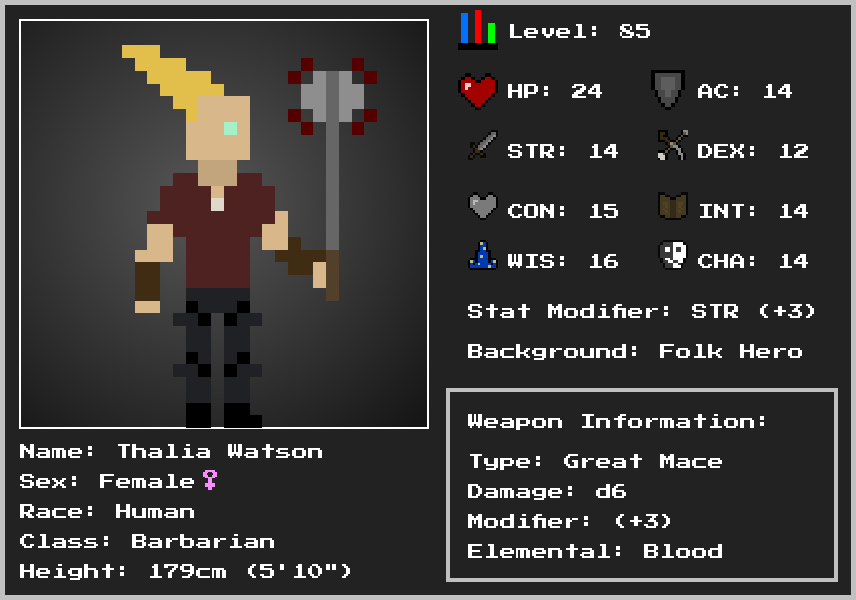 Level: 85
HP: 24
AC: 14
STR: 14
DEX: 12
CON: 15
INT: 14
WIS: 16
CHA: 14
Stat Modifier: STR (+3)
Background: Folk Hero
Weapon Information:
Type: Great Mace
Damage: d6
Modifier: (+3)
Elemental: Blood
Name: Thalia Watson
Sex: Female♀
Race: Human
Class: Barbarian
Height: 179cm (5'10")